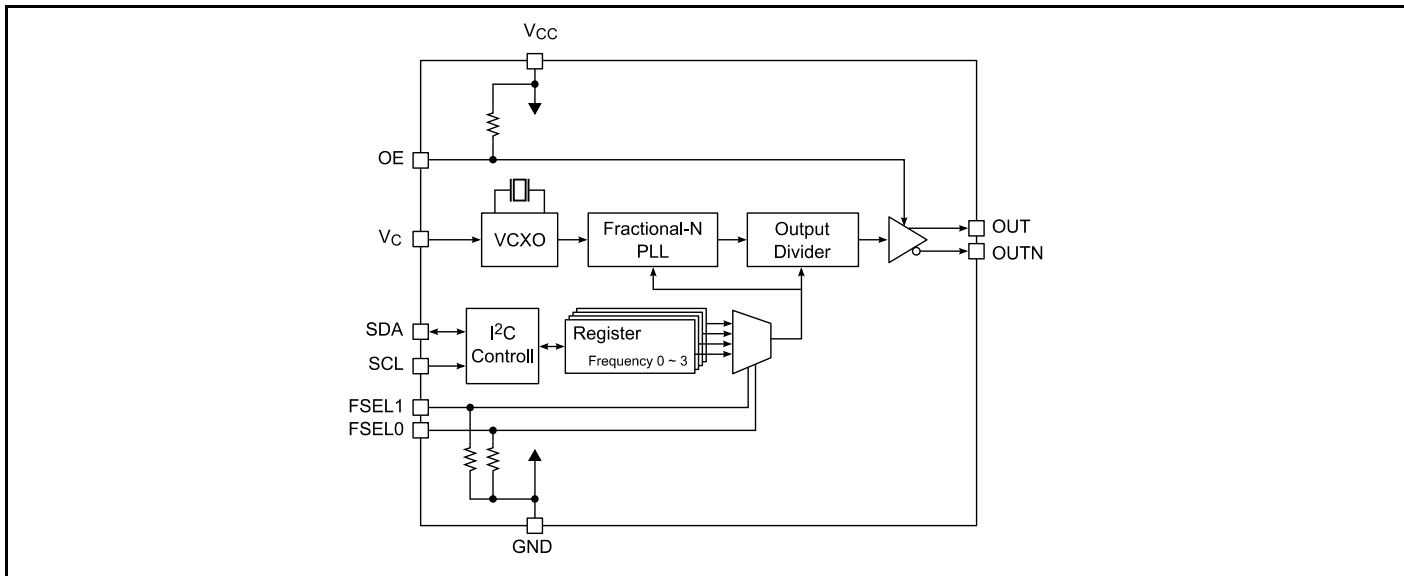 VCC
OE
VC
VCXO
Fractional-N
PLL
Output
Divider
OUT
OUTN
SDA
SCL
I²C
Controll
Register
Frequency 0 ~ 3
FSEL1
FSEL0
GND